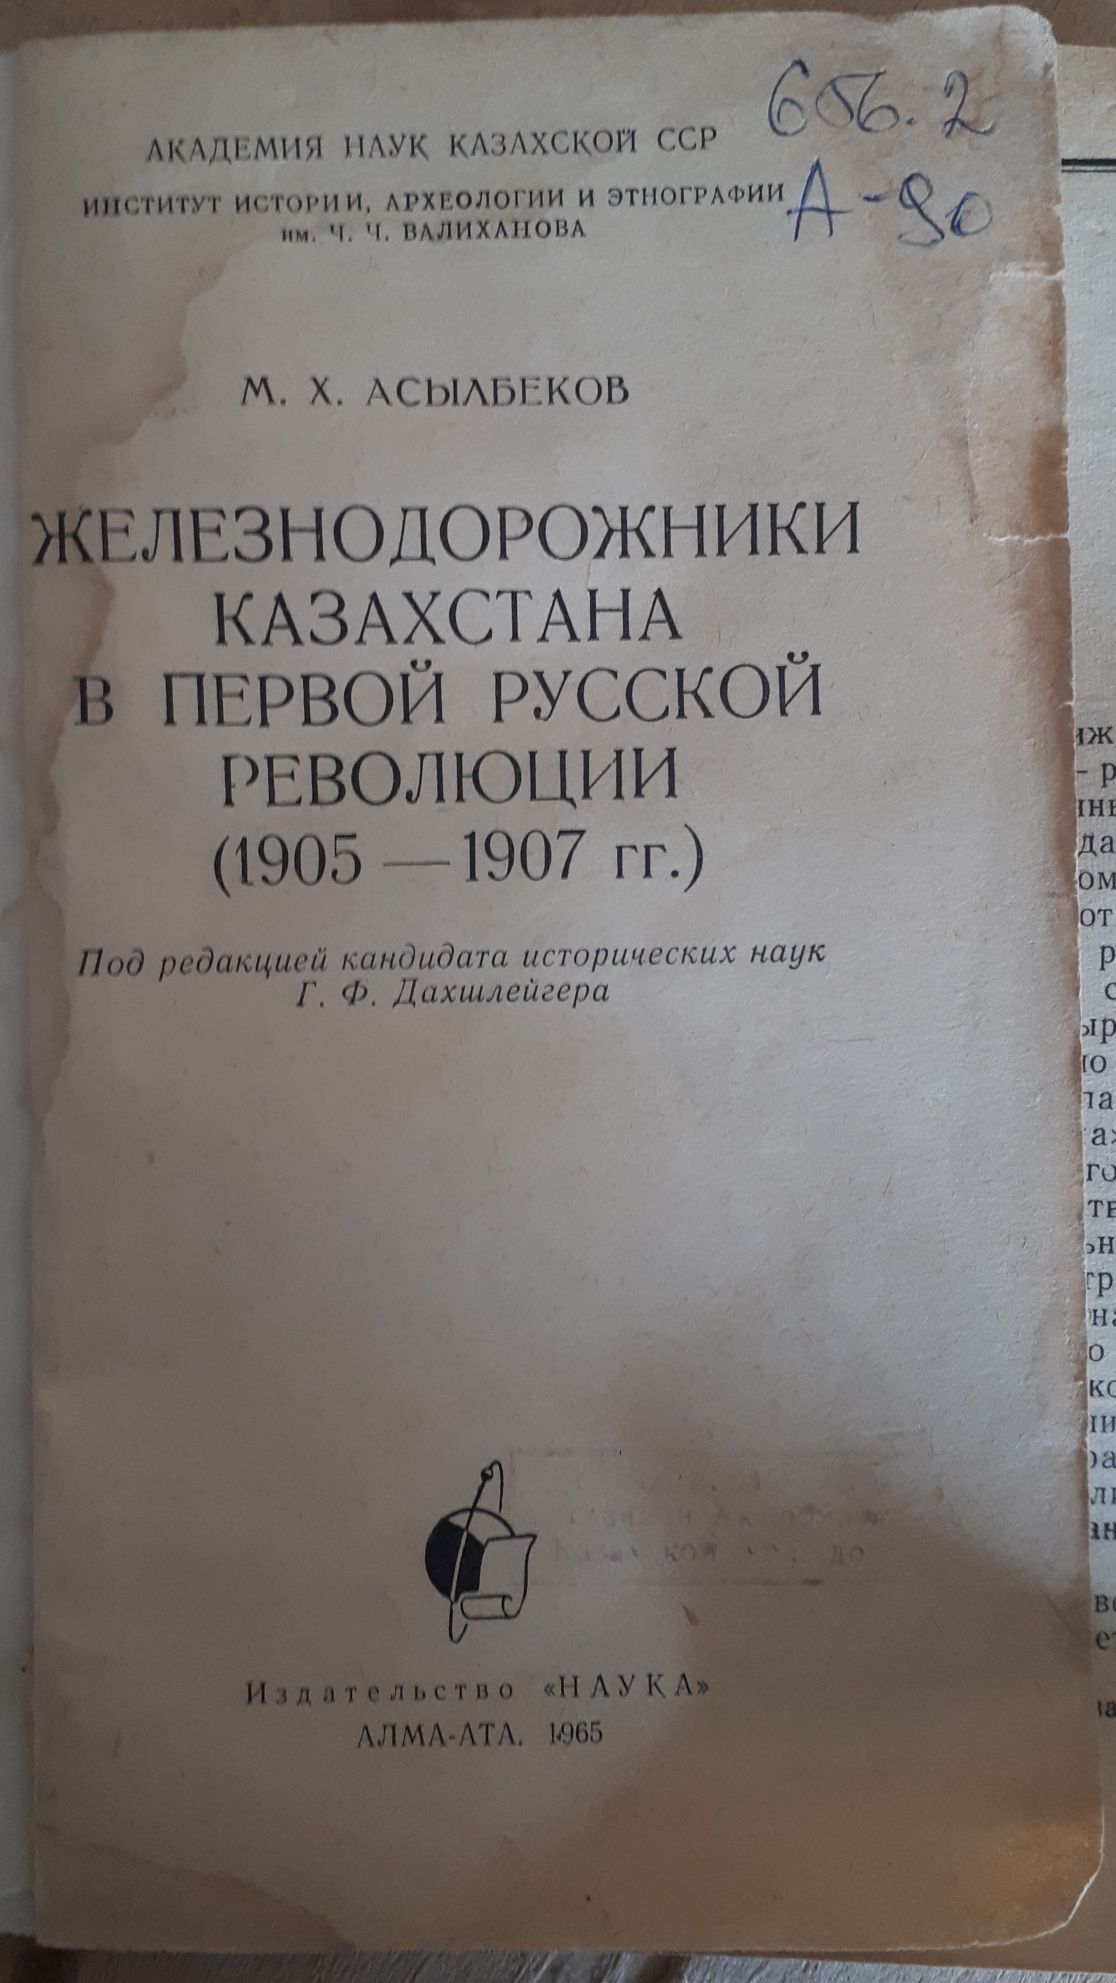 656.2
А-90
АКАДЕМИЯ НАУК КАЗАХСКОЙ ССР
ИНСТИТУТ ИСТОРИИ, АРХЕОЛОГИИ И ЭТНОГРАФИИ
им. Ч. Ч. ВАЛИХАНОВА
М. Х. АСЫЛБЕКОВ
ЖЕЛЕЗНОДОРОЖНИКИ
КАЗАХСТАНА
В ПЕРВОЙ РУССКОЙ
РЕВОЛЮЦИИ
(1905 — 1907 гг.)
Под редакцией кандидата исторических наук
Г. Ф. Дахшлейгера
Издательство «НАУКА»
АЛМА-АТА. 1965